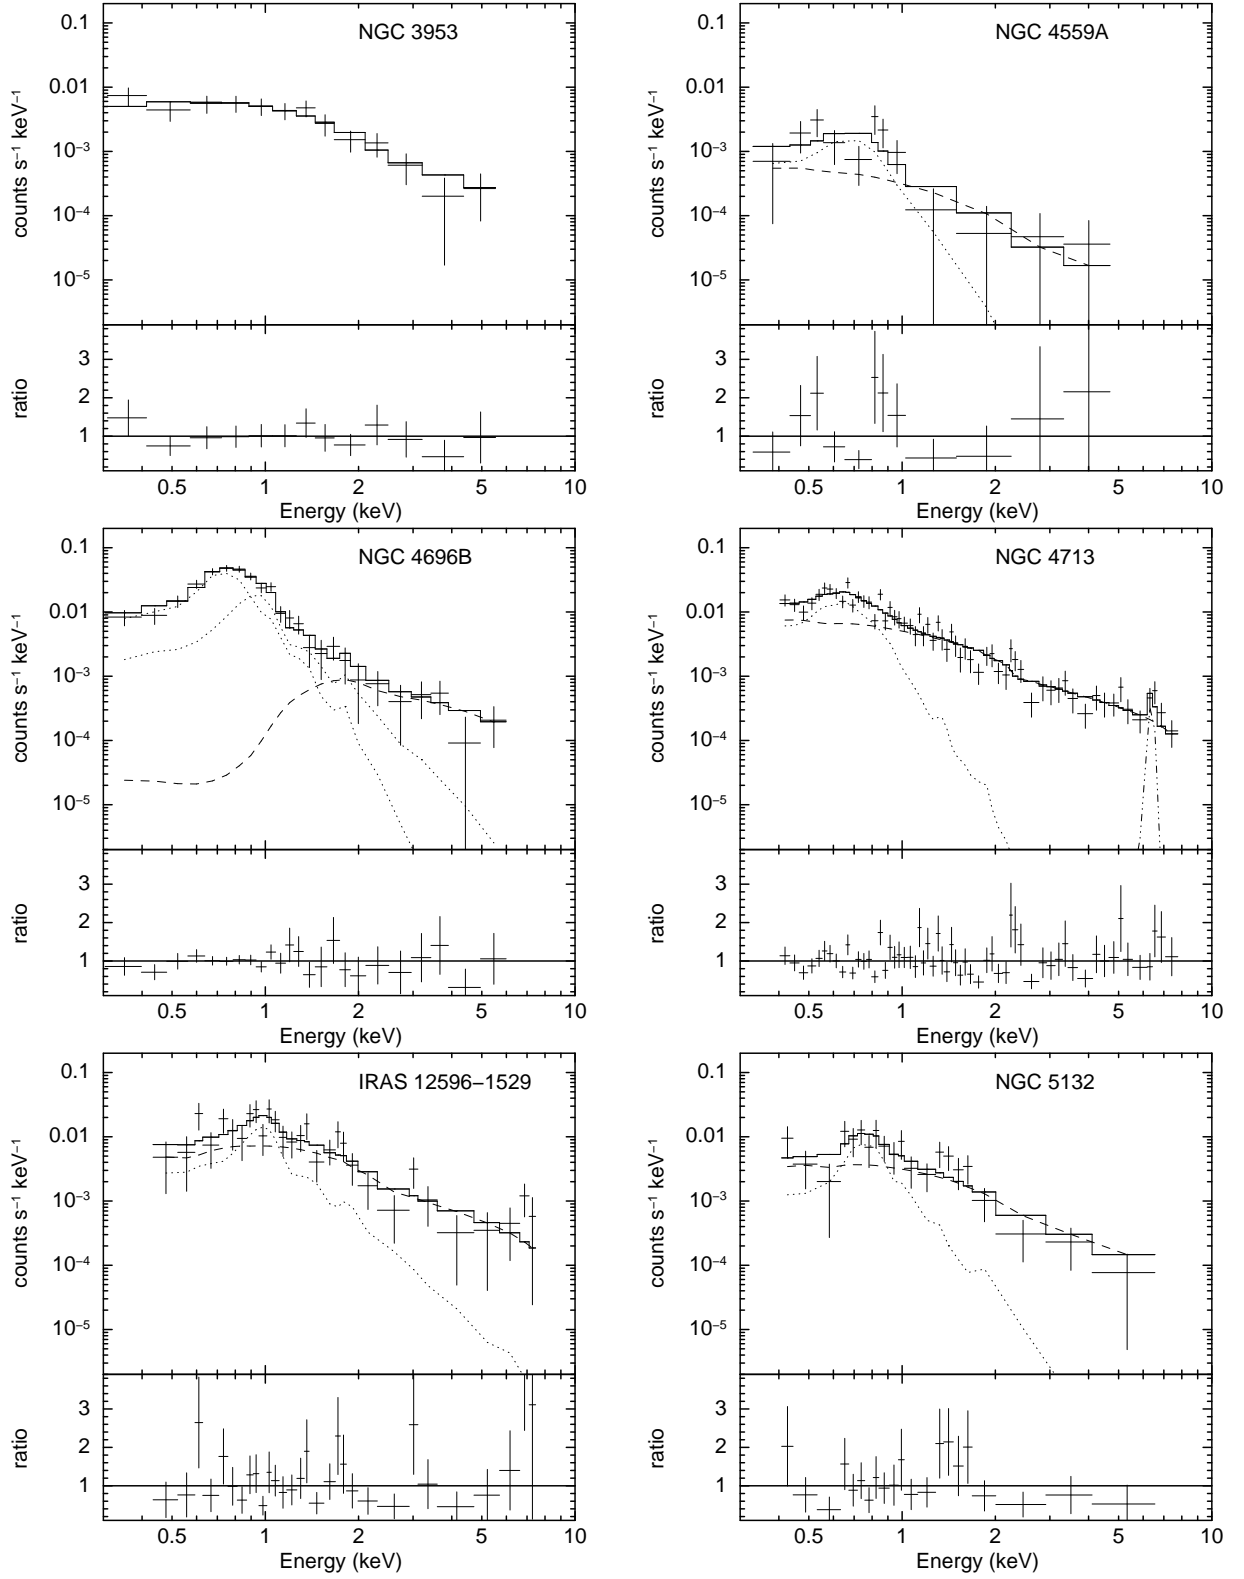 NGC 3953
0.1
0.01
10⁻³
10⁻⁴
10⁻⁵
counts s⁻¹ keV⁻¹
3
2
1
ratio
0.5 1 2 5 10
Energy (keV)
NGC 4559A
0.1
0.01
10⁻³
10⁻⁴
10⁻⁵
counts s⁻¹ keV⁻¹
3
2
1
ratio
0.5 1 2 5 10
Energy (keV)
NGC 4696B
0.1
0.01
10⁻³
10⁻⁴
10⁻⁵
counts s⁻¹ keV⁻¹
3
2
1
ratio
0.5 1 2 5 10
Energy (keV)
NGC 4713
0.1
0.01
10⁻³
10⁻⁴
10⁻⁵
counts s⁻¹ keV⁻¹
3
2
1
ratio
0.5 1 2 5 10
Energy (keV)
IRAS 12596−1529
0.1
0.01
10⁻³
10⁻⁴
10⁻⁵
counts s⁻¹ keV⁻¹
3
2
1
ratio
0.5 1 2 5 10
Energy (keV)
NGC 5132
0.1
0.01
10⁻³
10⁻⁴
10⁻⁵
counts s⁻¹ keV⁻¹
3
2
1
ratio
0.5 1 2 5 10
Energy (keV)